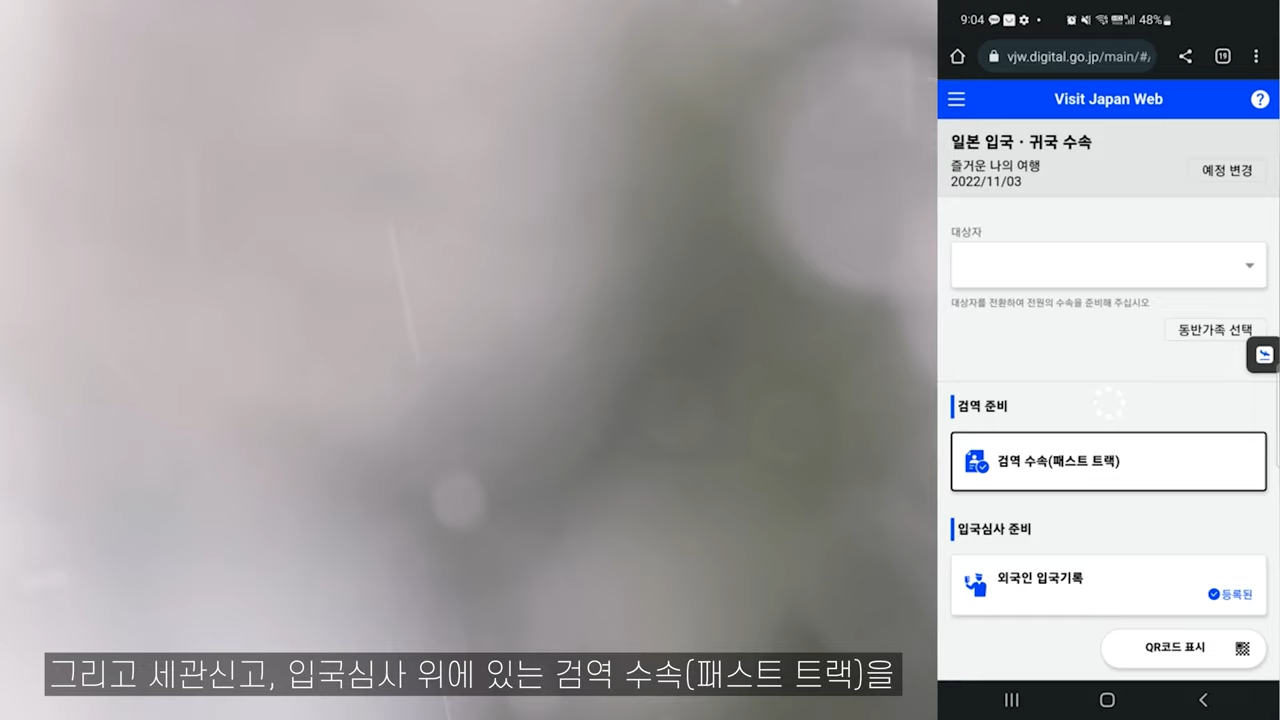 9:04
48%
vjw.digital.go.jp/main/#/
19
Visit Japan Web
?
일본 입국 · 귀국 수속
즐거운 나의 여행
2022/11/03
예정 변경
대상자
대상자를 전환하여 전원의 수속을 준비해 주십시오
동반가족 선택
검역 준비
검역 수속(패스트 트랙)
입국심사 준비
외국인 입국기록
등록된
QR코드 표시
그리고 세관신고, 입국심사 위에 있는 검역 수속(패스트 트랙)을